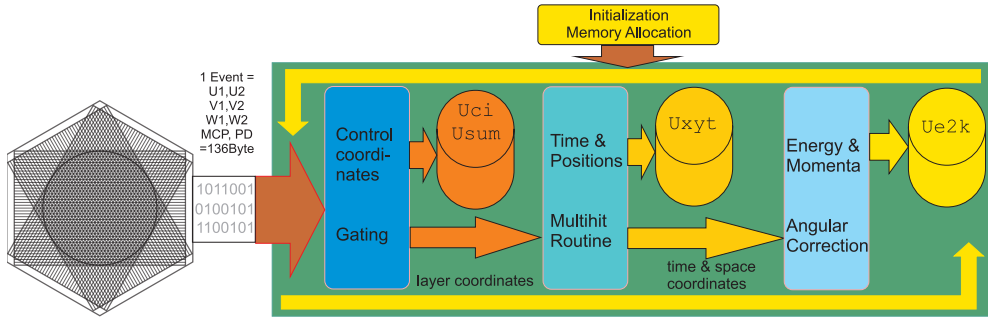 Initialization
Memory Allocation
1 Event =
U1,U2
V1,V2
W1,W2
MCP, PD
=136Byte
1011001
0100101
1100101
Control
coordi-
nates
Gating
Uci
Usum
layer coordinates
Time &
Positions
Multihit
Routine
Uxyt
time & space
coordinates
Energy &
Momenta
Angular
Correction
Ue2k